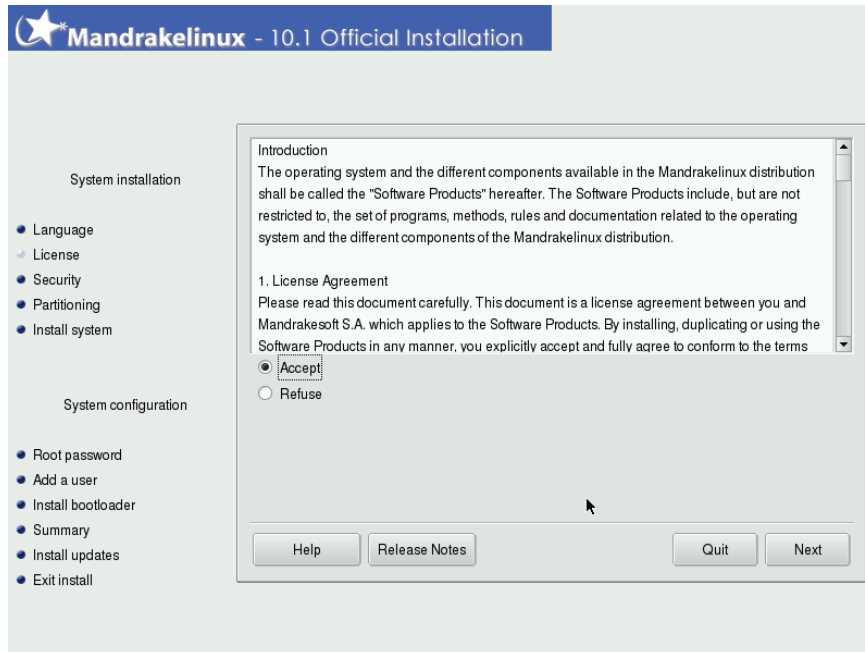 Mandrakelinux - 10.1 Official Installation
System installation
Language
License
Security
Partitioning
Install system
System configuration
Root password
Add a user
Install bootloader
Summary
Install updates
Exit install
Introduction
The operating system and the different components available in the Mandrakelinux distribution
shall be called the "Software Products" hereafter. The Software Products include, but are not
restricted to, the set of programs, methods, rules and documentation related to the operating
system and the different components of the Mandrakelinux distribution.
1. License Agreement
Please read this document carefully. This document is a license agreement between you and
Mandrakesoft S.A. which applies to the Software Products. By installing, duplicating or using the
Software Products in any manner, you explicitly accept and fully agree to conform to the terms
Accept
Refuse
Help Release Notes Quit Next